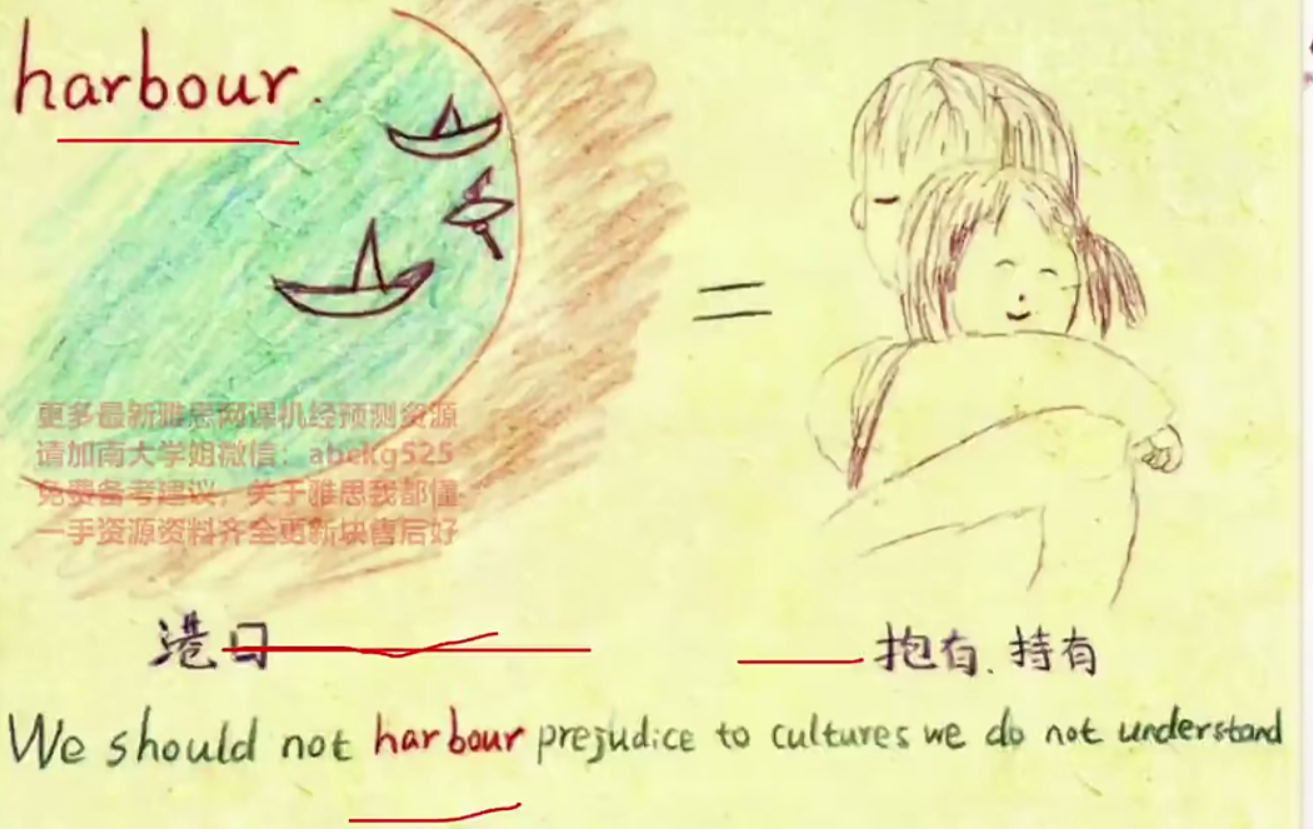 harbour.
=
更多最新雅思网课机经预测资源
请加南大学姐微信：abckg525
免费备考建议，关于雅思我都懂
一手资源资料齐全更新快售后好
港口
抱有、持有
We should not harbour prejudice to cultures we do not understand